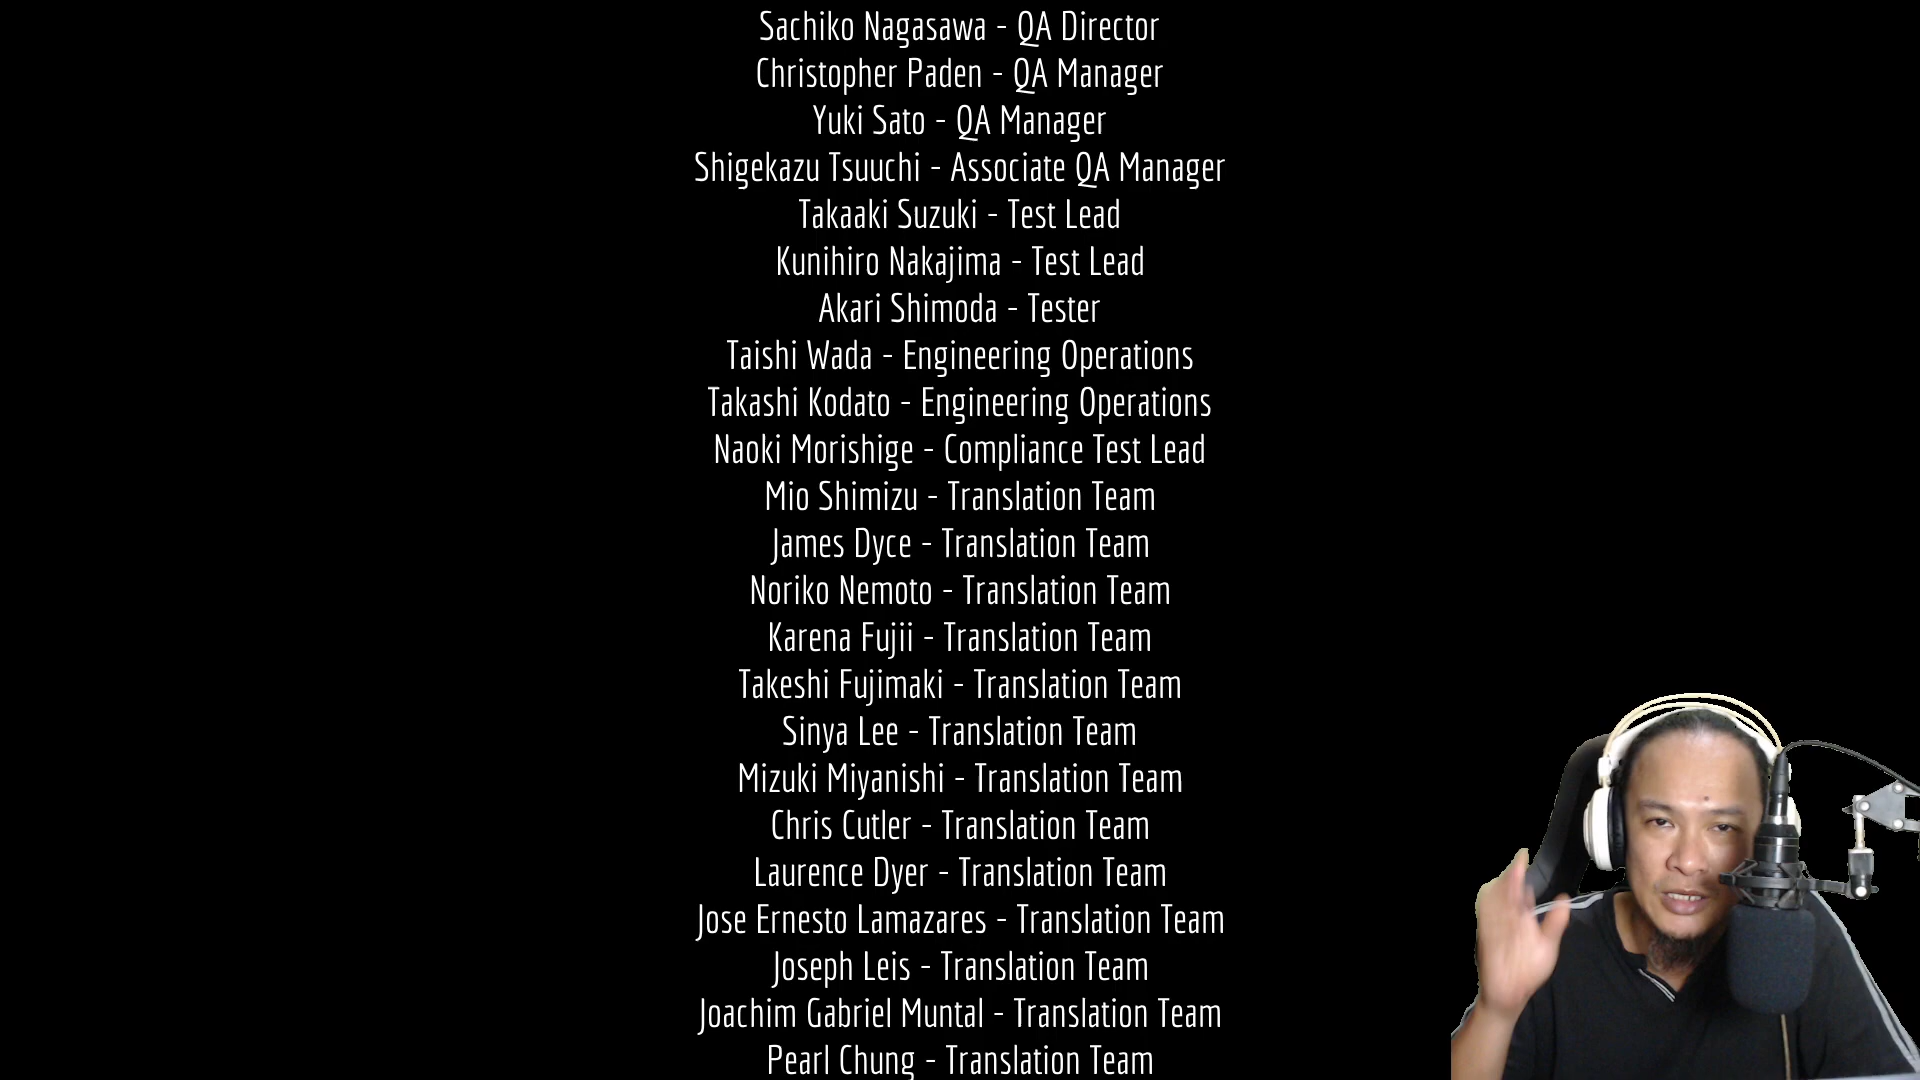 Sachiko Nagasawa - QA Director
Christopher Paden - QA Manager
Yuki Sato - QA Manager
Shigekazu Tsuuchi - Associate QA Manager
Takaaki Suzuki - Test Lead
Kunihiro Nakajima - Test Lead
Akari Shimoda - Tester
Taishi Wada - Engineering Operations
Takashi Kodato - Engineering Operations
Naoki Morishige - Compliance Test Lead
Mio Shimizu - Translation Team
James Dyce - Translation Team
Noriko Nemoto - Translation Team
Karena Fujii - Translation Team
Takeshi Fujimaki - Translation Team
Sinya Lee - Translation Team
Mizuki Miyanishi - Translation Team
Chris Cutler - Translation Team
Laurence Dyer - Translation Team
Jose Ernesto Lamazares - Translation Team
Joseph Leis - Translation Team
Joachim Gabriel Muntal - Translation Team
Pearl Chung - Translation Team